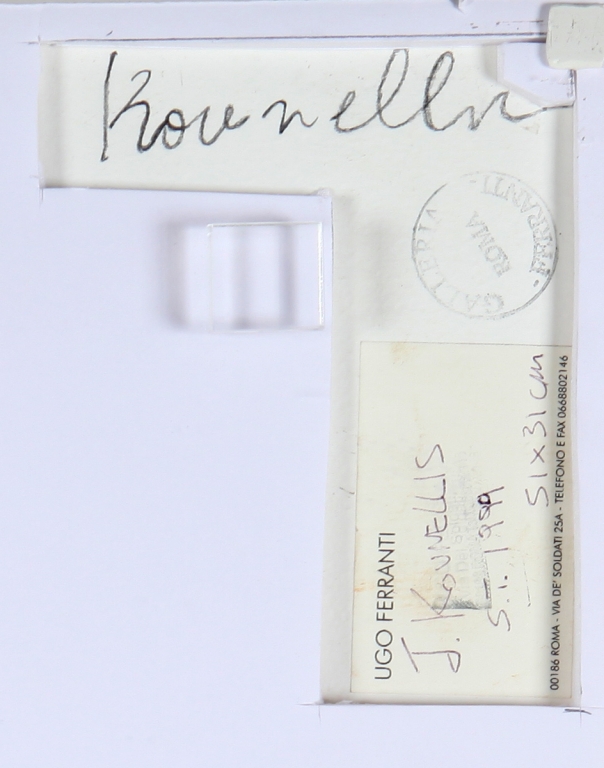 Kounellis
GALLERIA FERRANTI - ROMA
UGO FERRANTI
J. KOUNELLIS
S.T. 1989
51 x 31 cm
00186 ROMA - VIA DE' SOLDATI 25A - TELEFONO E FAX 0668802146